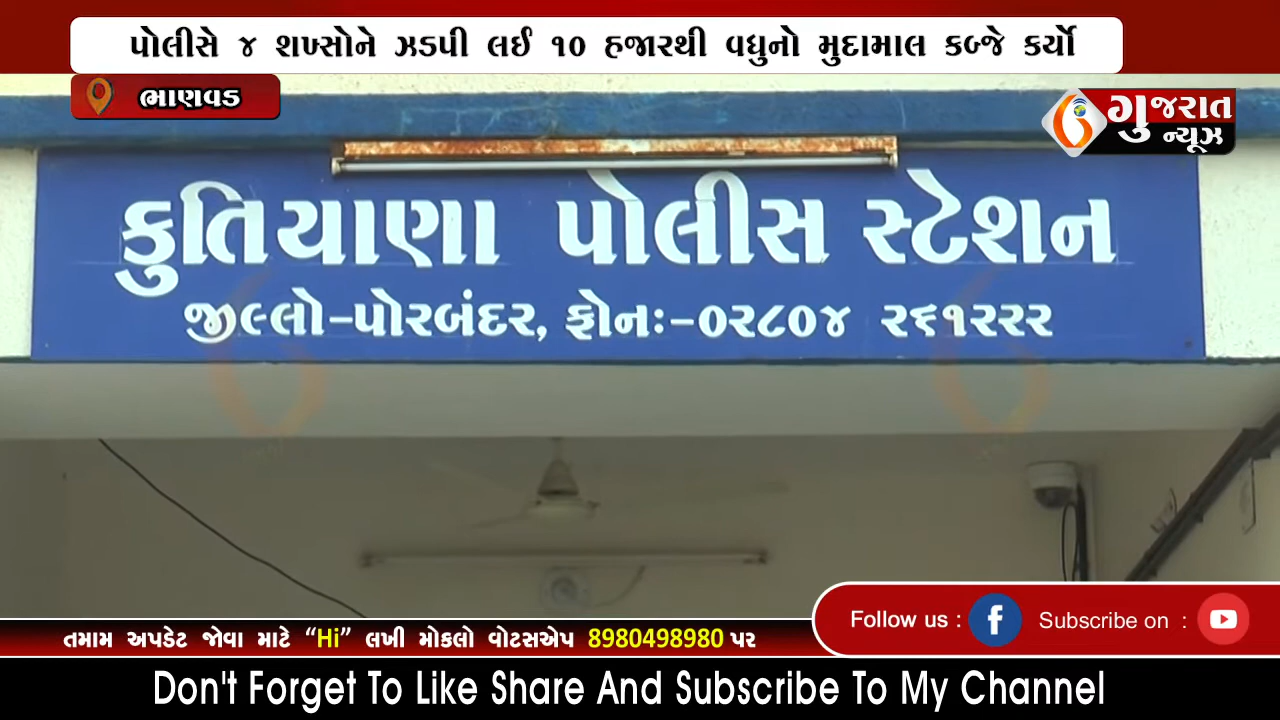 પોલીસે ૪ શખ્સોને ઝડપી લઈ ૧૦ હજારથી વધુનો મુદામાલ કબ્જે કર્યો
ભાણવડ
ગુજરાત
ન્યૂઝ
કુતિયાણા પોલીસ સ્ટેશન
જીલ્લો-પોરબંદર, ફોનઃ-૦૨૮૦૪ ૨૬૧૨૨૨
Follow us :
Subscribe on :
તમામ અપડેટ જોવા માટે “Hi” લખી મોકલો વોટસએપ 8980498980 પર
Don't Forget To Like Share And Subscribe To My Channel